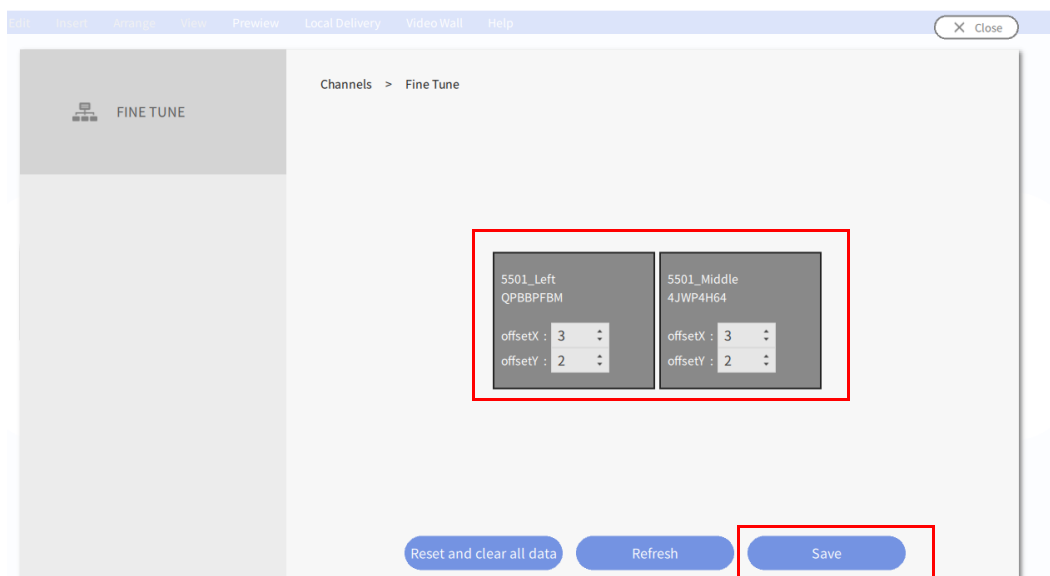 Edit Insert Arrange View Prewiew Local Delivery Video Wall Help
Close
FINE TUNE
Channels > Fine Tune
5501_Left
QPBBPFBM
offsetX : 3
offsetY : 2
5501_Middle
4JWP4H64
offsetX : 3
offsetY : 2
Reset and clear all data
Refresh
Save